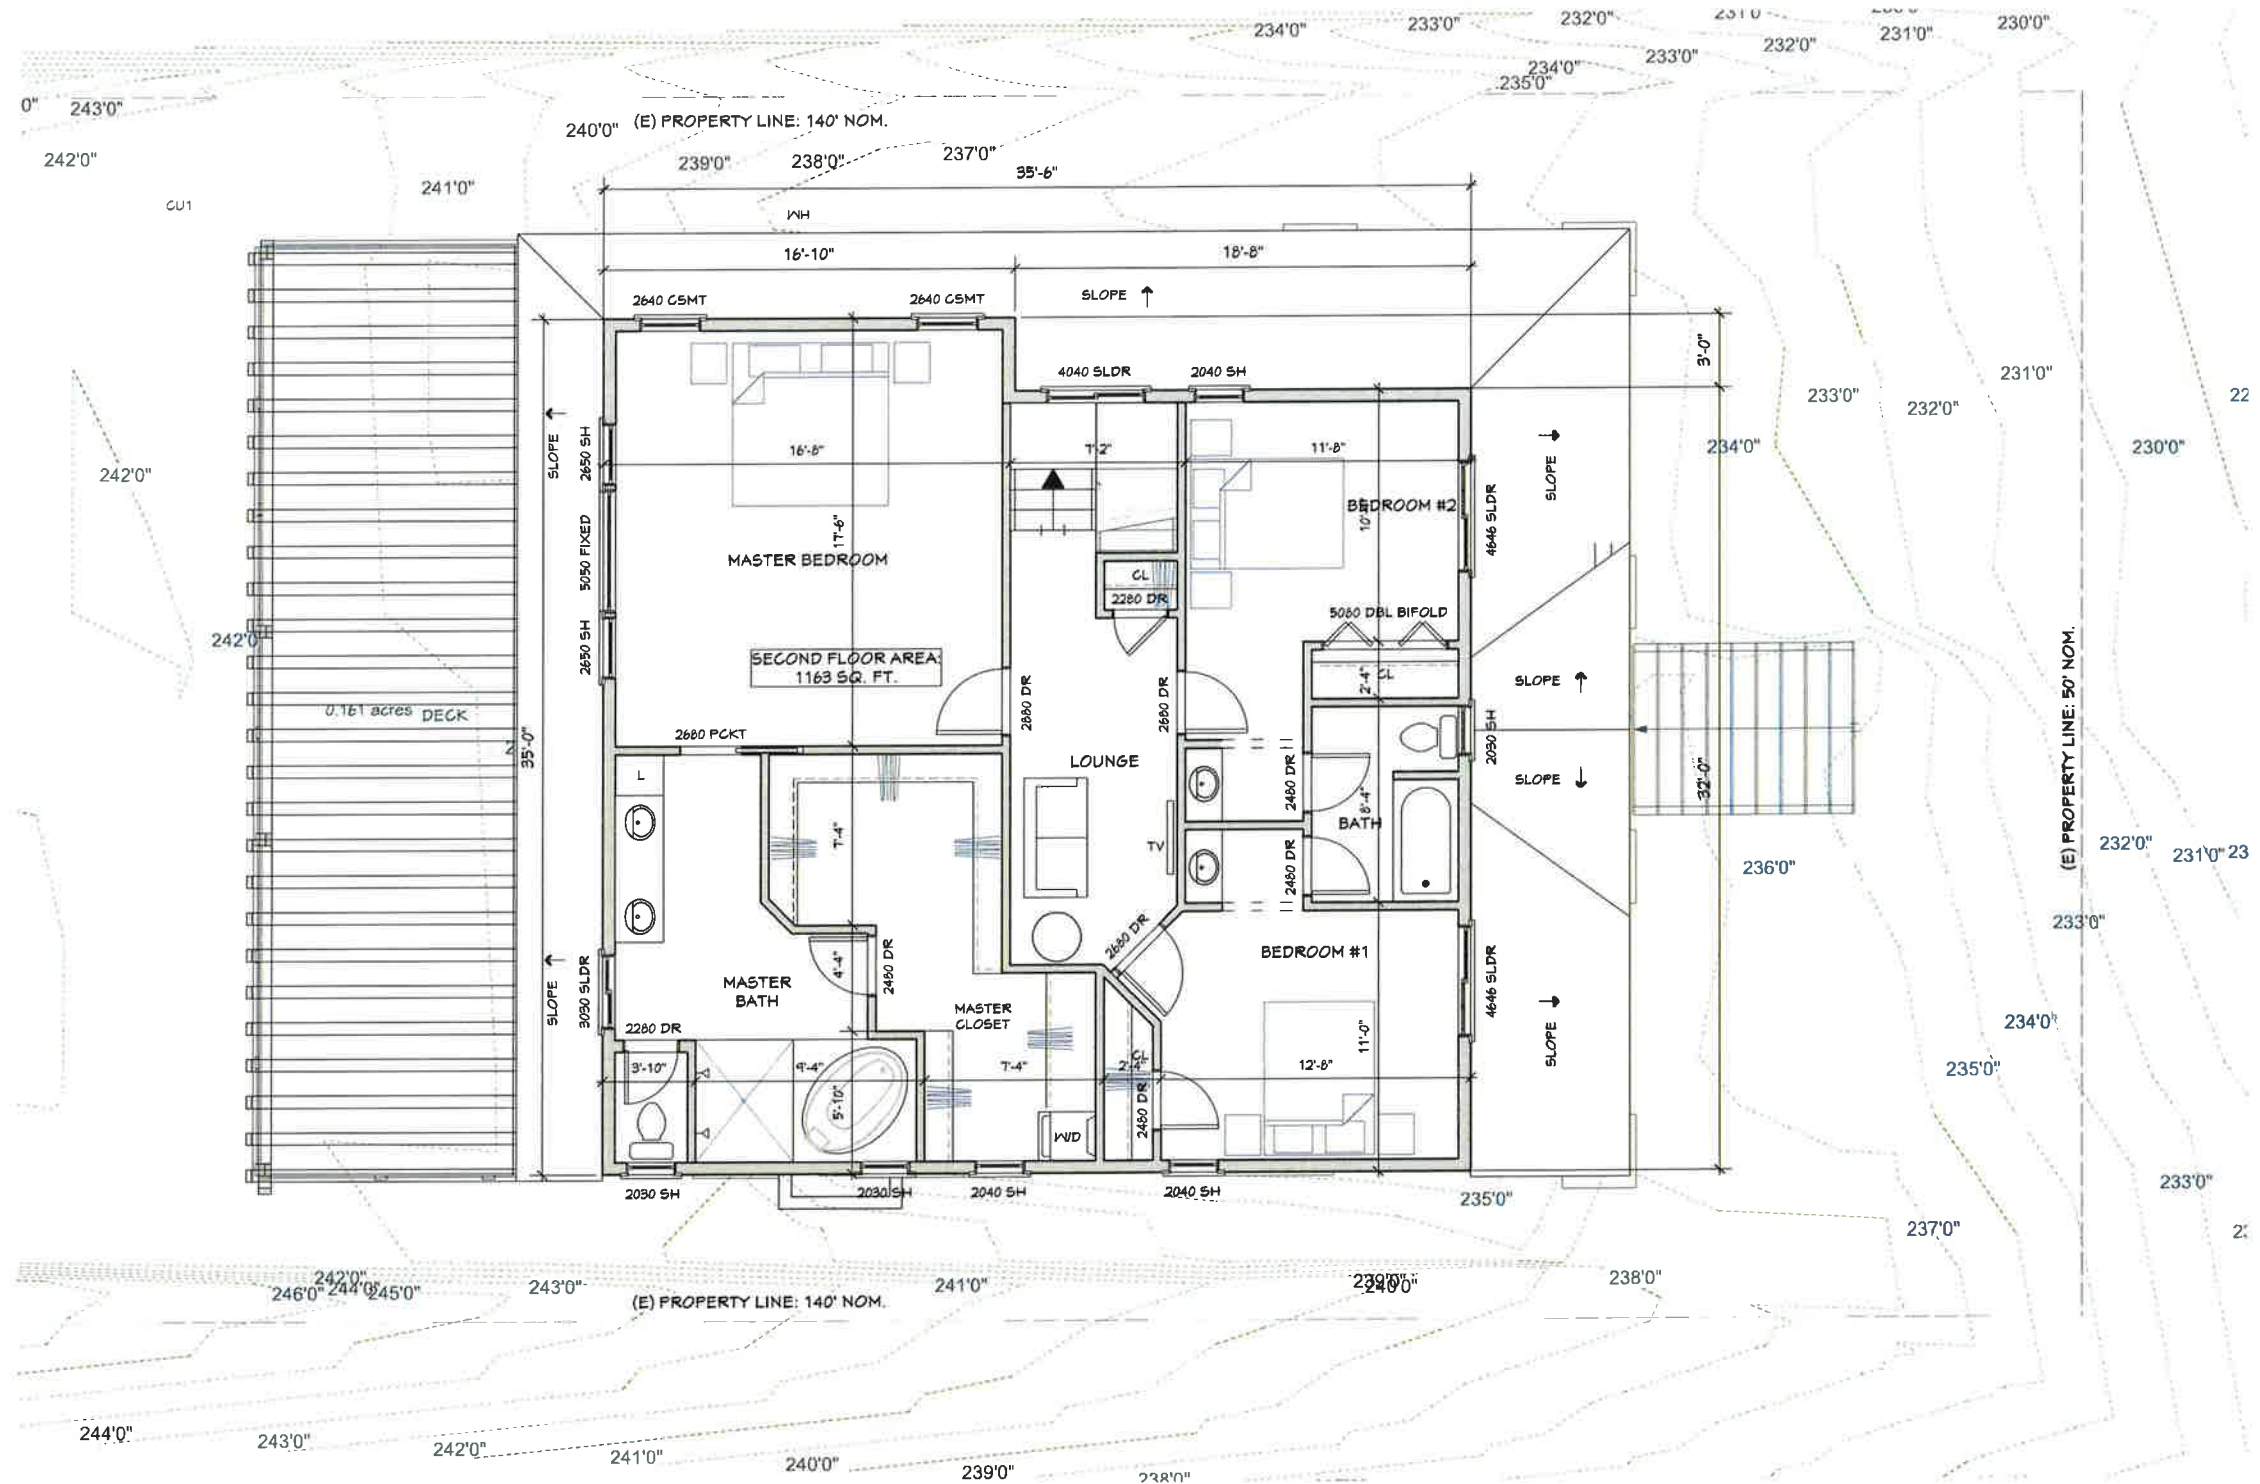 234'0"
233'0"
232'0"
230'0"
231'0"
232'0"
233'0"
234'0"
235'0"
0"
243'0"
240'0"
(E) PROPERTY LINE: 140' NOM.
242'0"
239'0"
238'0"
237'0"
35'-6"
241'0"
CU1
WH
16'-10"
18'-8"
2640 CSMT
2640 CSMT
SLOPE
3'-0"
4040 SLDR
2040 SH
231'0"
233'0"
232'0"
22
SLOPE
2650 SH
16'-8"
7'-2"
11'-8"
SLOPE
234'0"
230'0"
242'0"
BEDROOM #2
4646 SLDR
5050 FIXED
17'-6"
MASTER BEDROOM
CL
2280 DR
5080 DBL BIFOLD
242'0
2650 SH
SECOND FLOOR AREA:
1163 SQ. FT.
2'-4"
CL
SLOPE
2880 DR
2680 DR
0.161 acres
DECK
2680 PCKT
35'-0"
2030 SH
(E) PROPERTY LINE: 50' NOM.
LOUNGE
L
2480 DR
SLOPE
32'-0"
8'-4"
BATH
7'-4"
TV
2480 DR
236'0"
232'0"
231'0"
23
233'0"
2680 DR
BEDROOM #1
4'-4"
2480 DR
SLOPE
3030 SLDR
MASTER
BATH
MASTER
CLOSET
4646 SLDR
SLOPE
234'0"
2280 DR
3'-10"
9'-4"
5'-10"
7'-4"
CL
2'-4"
2480 DR
12'-8"
11'-0"
235'0"
W/D
2030 SH
2030 SH
2040 SH
2040 SH
235'0"
233'0"
237'0"
242'0"
246'0"
244'0"
245'0"
243'0"
(E) PROPERTY LINE: 140' NOM.
241'0"
239'0"
240'0"
238'0"
244'0"
243'0"
242'0"
241'0"
240'0"
239'0"
238'0"